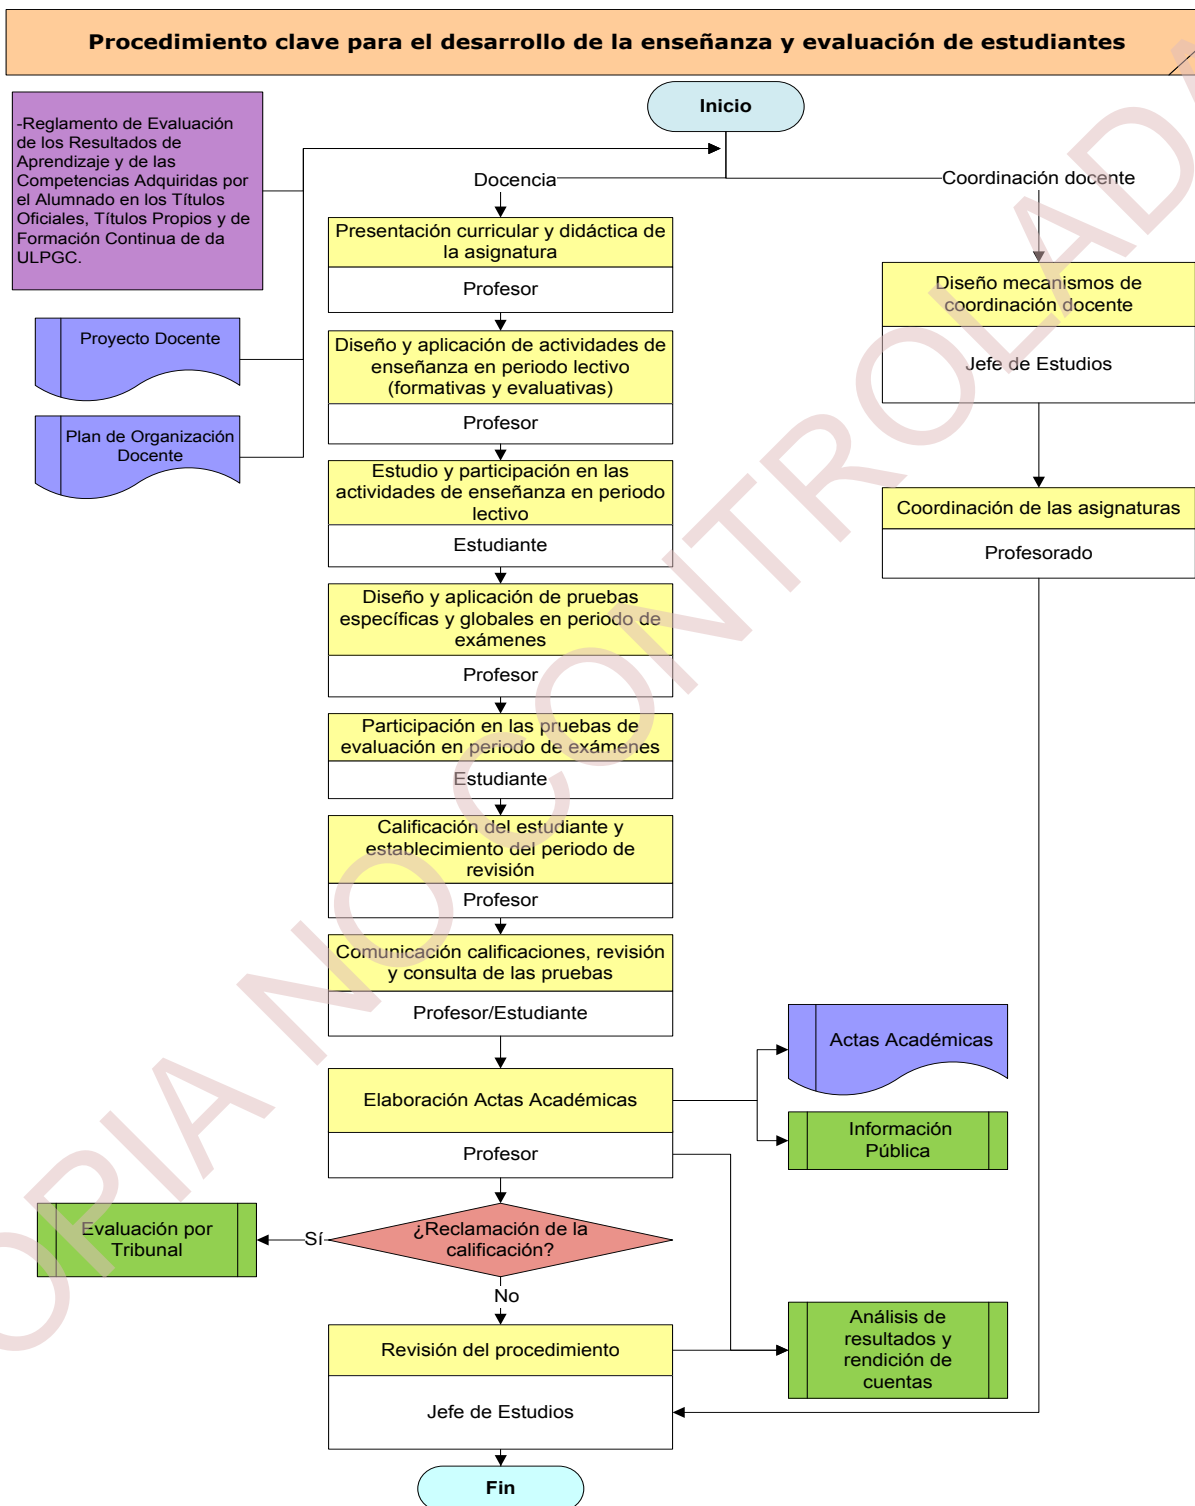 Procedimiento clave para el desarrollo de la enseñanza y evaluación de estudiantes
Inicio
-Reglamento de Evaluación
de los Resultados de
Aprendizaje y de las
Competencias Adquiridas por
el Alumnado en los Títulos
Oficiales, Títulos Propios y de
Formación Continua de da
ULPGC.
Proyecto Docente
Plan de Organización
Docente
Docencia
Coordinación docente
Presentación curricular y didáctica de
la asignatura
Profesor
Diseño y aplicación de actividades de
enseñanza en periodo lectivo
(formativas y evaluativas)
Profesor
Estudio y participación en las
actividades de enseñanza en periodo
lectivo
Estudiante
Diseño y aplicación de pruebas
específicas y globales en periodo de
exámenes
Profesor
Participación en las pruebas de
evaluación en periodo de exámenes
Estudiante
Calificación del estudiante y
establecimiento del periodo de
revisión
Profesor
Comunicación calificaciones, revisión
y consulta de las pruebas
Profesor/Estudiante
Elaboración Actas Académicas
Profesor
¿Reclamación de la
calificación?
Sí
No
Evaluación por
Tribunal
Revisión del procedimiento
Jefe de Estudios
Fin
Diseño mecanismos de
coordinación docente
Jefe de Estudios
Coordinación de las asignaturas
Profesorado
Actas Académicas
Información
Pública
Análisis de
resultados y
rendición de
cuentas
OPIA NO CONTROLADA